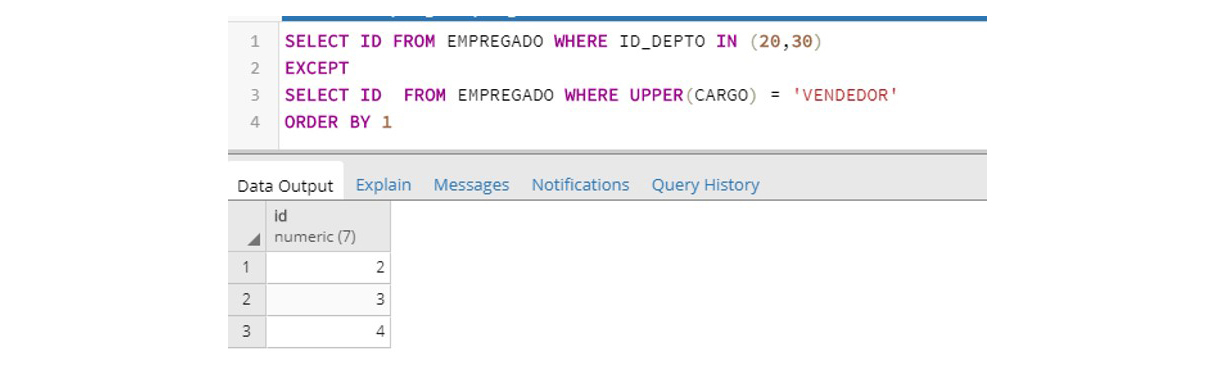 1 SELECT ID FROM EMPREGADO WHERE ID_DEPTO IN (20,30)
2 EXCEPT
3 SELECT ID  FROM EMPREGADO WHERE UPPER(CARGO) = 'VENDEDOR'
4 ORDER BY 1
Data Output Explain Messages Notifications Query History
id
numeric (7)
1 2
2 3
3 4